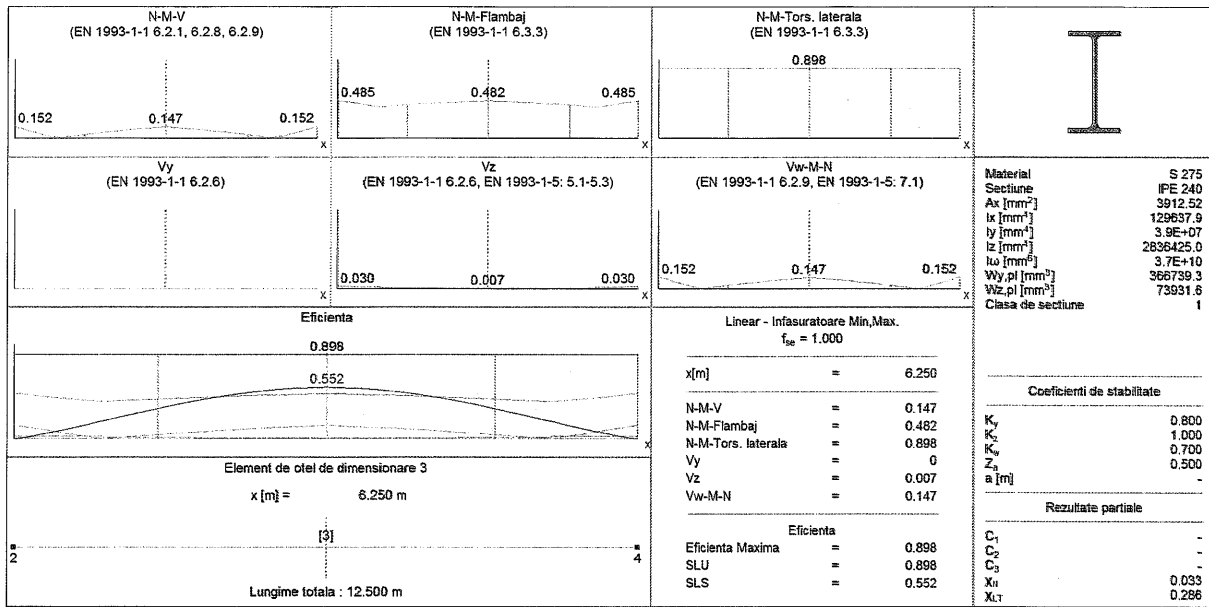 N-M-V
(EN 1993-1-1 6.2.1, 6.2.8, 6.2.9)
0.152 0.147 0.152
x
N-M-Flambaj
(EN 1993-1-1 6.3.3)
0.485 0.482 0.485
x
N-M-Tors. laterala
(EN 1993-1-1 6.3.3)
0.898
x
Vy
(EN 1993-1-1 6.2.6)
x
Vz
(EN 1993-1-1 6.2.6, EN 1993-1-5: 5.1-5.3)
0.030 0.007 0.030
x
Vw-M-N
(EN 1993-1-1 6.2.9, EN 1993-1-5: 7.1)
0.152 0.147 0.152
x
Material S 275
Sectiune IPE 240
Ax [mm²] 3912.52
Ix [mm⁴] 129637.9
Iy [mm⁴] 3.9E+07
Iz [mm⁴] 2836425.0
Iω [mm⁶] 3.7E+10
Wy,pl [mm³] 366739.3
Wz,pl [mm³] 73931.6
Clasa de sectiune 1
Eficienta
0.898
0.552
x
Element de otel de dimensionare 3
x [m] = 6.250 m
[3]
2 4
Lungime totala : 12.500 m
Linear - Infasuratoare Min,Max.
fse = 1.000
x[m] = 6.250
N-M-V = 0.147
N-M-Flambaj = 0.482
N-M-Tors. laterala = 0.898
Vy = 0
Vz = 0.007
Vw-M-N = 0.147
Eficienta
Eficienta Maxima = 0.898
SLU = 0.898
SLS = 0.552
Coeficienti de stabilitate
Ky 0.800
Kz 1.000
Kw 0.700
Za 0.500
a [m] -
Rezultate partiale
C1 -
C2 -
C3 -
XN 0.033
XLT 0.286